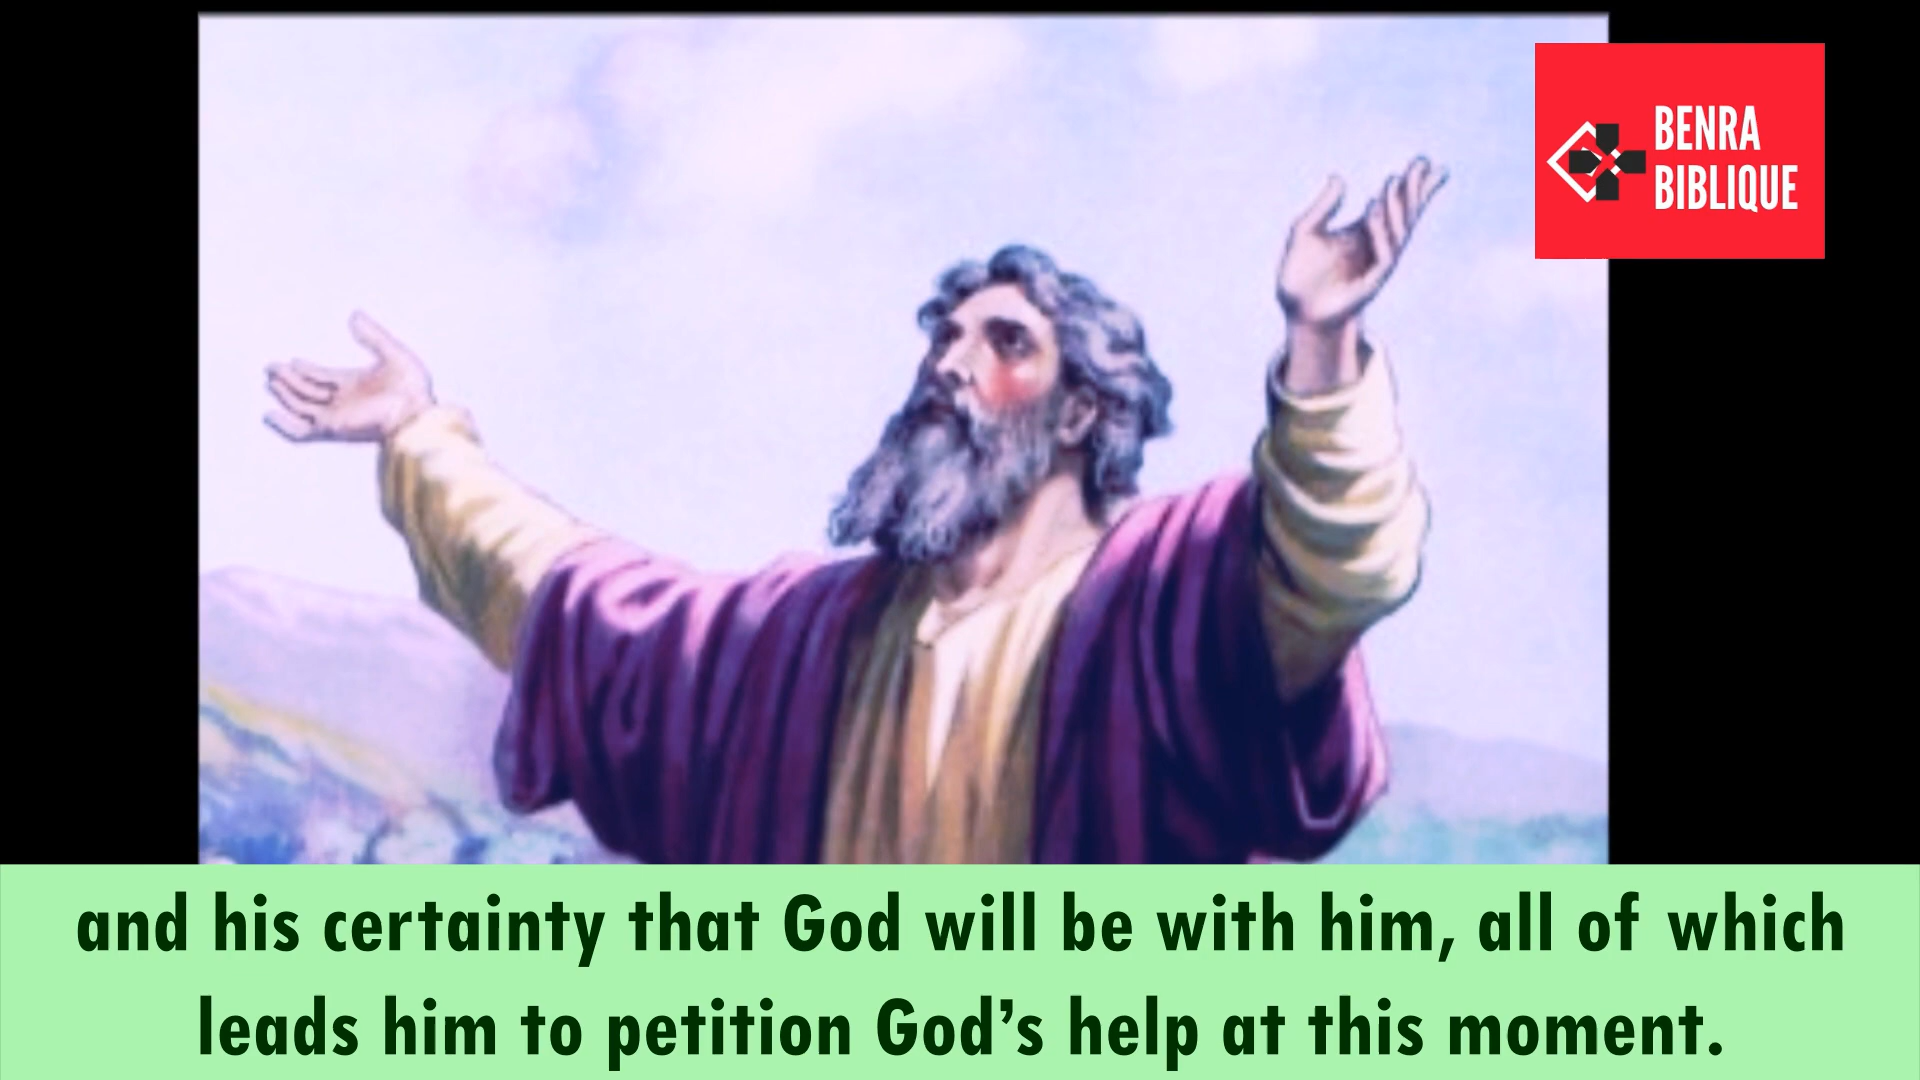 BENRA
BIBLIQUE
and his certainty that God will be with him, all of which
leads him to petition God’s help at this moment.